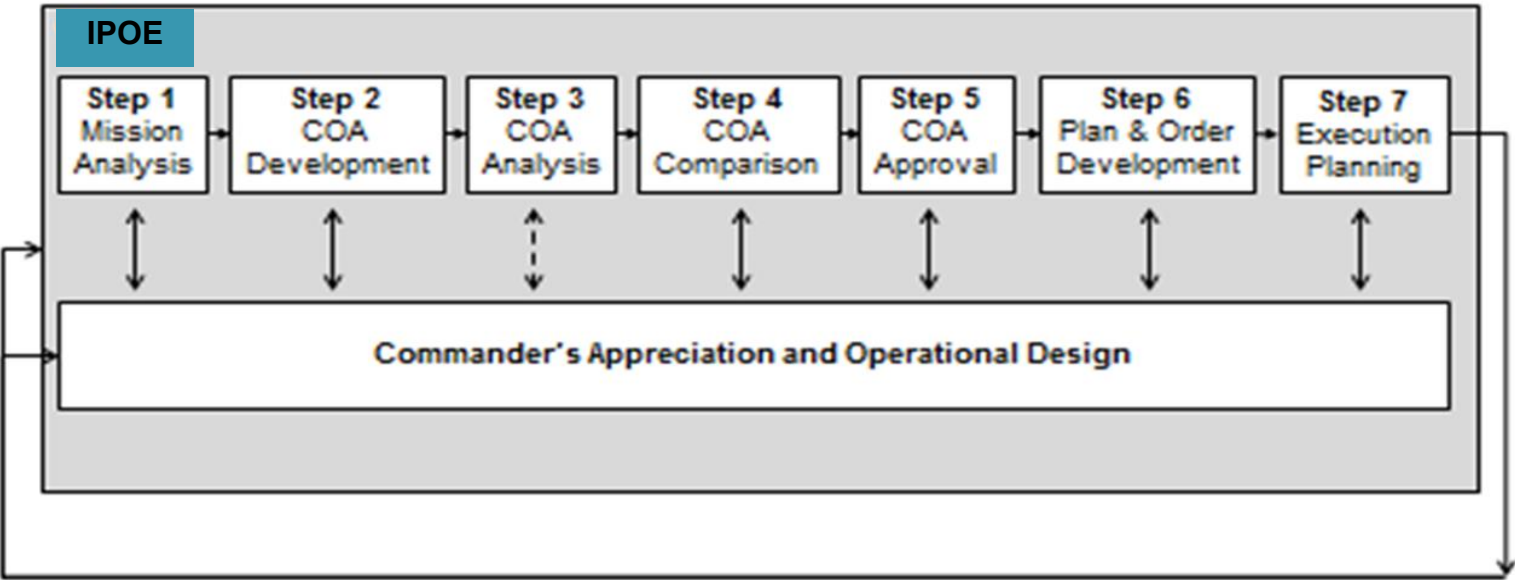 IPOE
Step 1
Mission
Analysis
Step 2
COA
Development
Step 3
COA
Analysis
Step 4
COA
Comparison
Step 5
COA
Approval
Step 6
Plan & Order
Development
Step 7
Execution
Planning
Commander's Appreciation and Operational Design